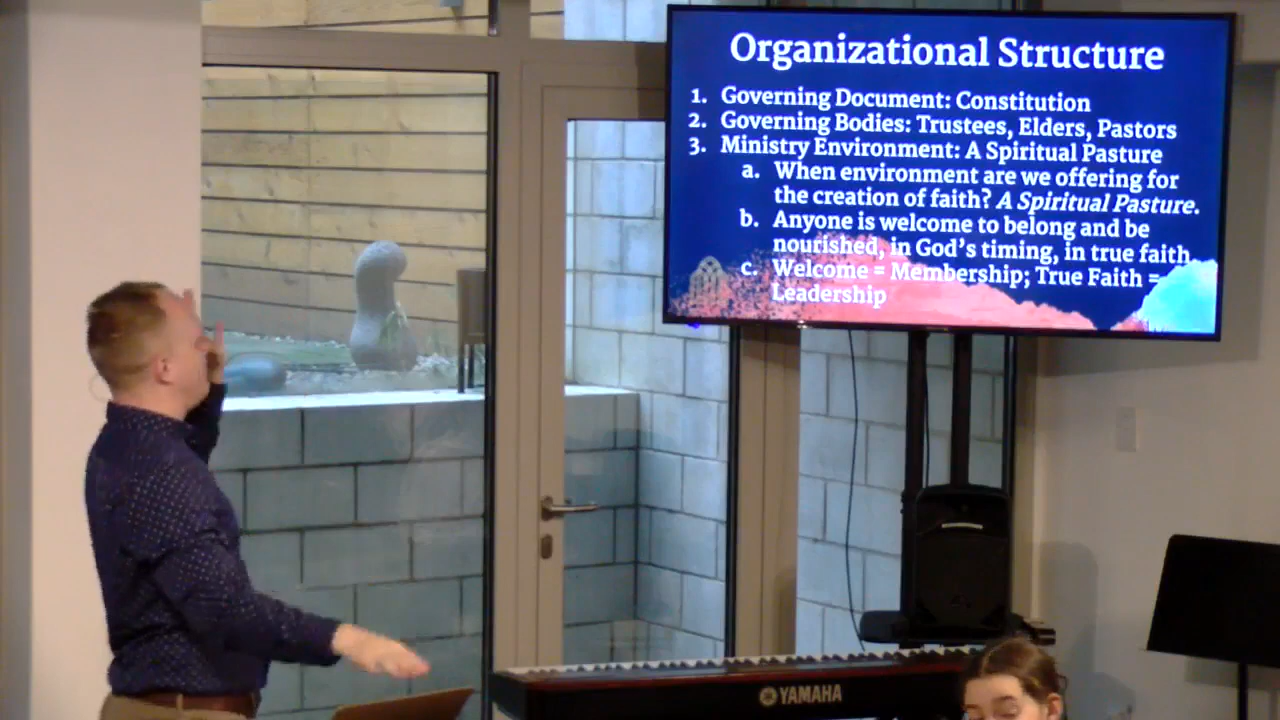 Organizational Structure
1. Governing Document: Constitution
2. Governing Bodies: Trustees, Elders, Pastors
3. Ministry Environment: A Spiritual Pasture
a. When environment are we offering for
the creation of faith? A Spiritual Pasture.
b. Anyone is welcome to belong and be
nourished, in God's timing, in true faith
c. Welcome = Membership; True Faith =
Leadership
YAMAHA